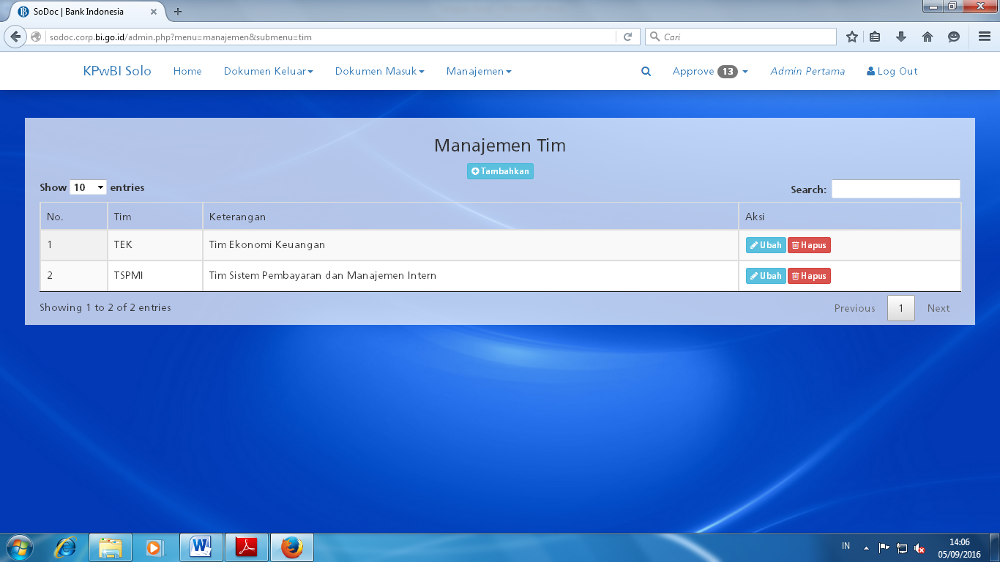 SoDoc | Bank Indonesia
sodoc.corp.bi.go.id/admin.php?menu=manajemen&submenu=tim
Cari
KPwBI Solo Home Dokumen Keluar Dokumen Masuk Manajemen Approve 13 Admin Pertama Log Out
Manajemen Tim
Tambahkan
Show 10 entries Search:
No. Tim Keterangan Aksi
1 TEK Tim Ekonomi Keuangan Ubah Hapus
2 TSPMI Tim Sistem Pembayaran dan Manajemen Intern Ubah Hapus
Showing 1 to 2 of 2 entries Previous 1 Next
IN 14:06
05/09/2016